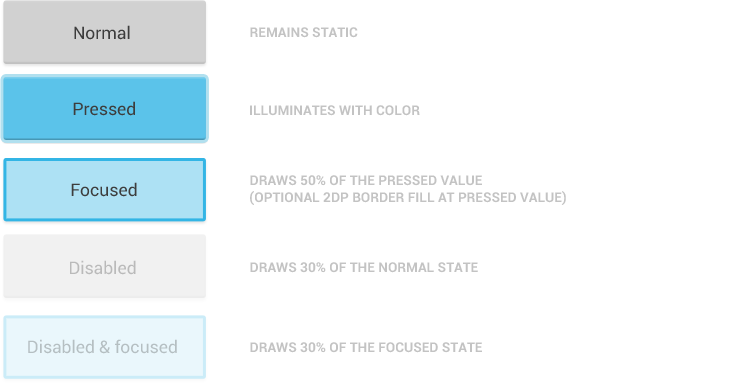 Normal
REMAINS STATIC
Pressed
ILLUMINATES WITH COLOR
Focused
DRAWS 50% OF THE PRESSED VALUE
(OPTIONAL 2DP BORDER FILL AT PRESSED VALUE)
Disabled
DRAWS 30% OF THE NORMAL STATE
Disabled & focused
DRAWS 30% OF THE FOCUSED STATE